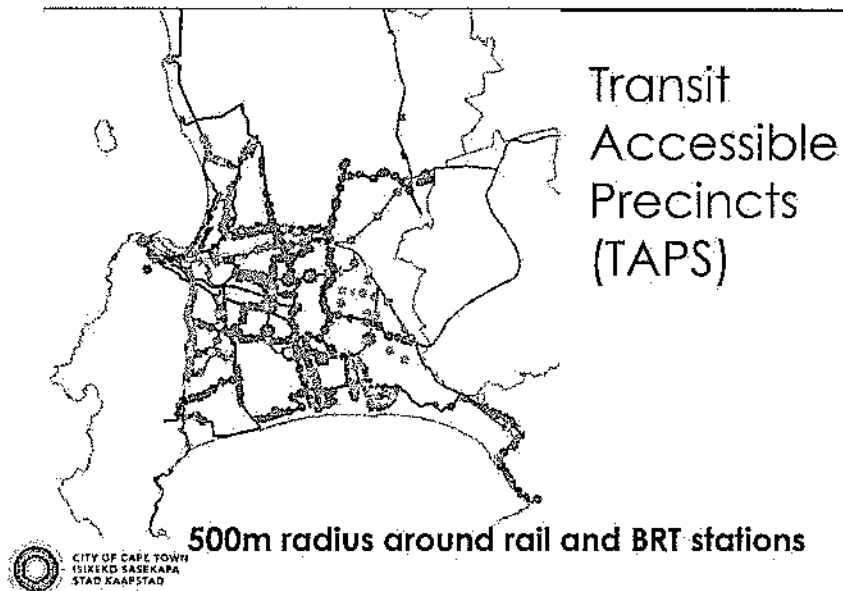 Transit
Accessible
Precincts
(TAPS)
500m radius around rail and BRT stations
CITY OF CAPE TOWN
ISIXEKO SASEKAPA
STAD KAAPSTAD